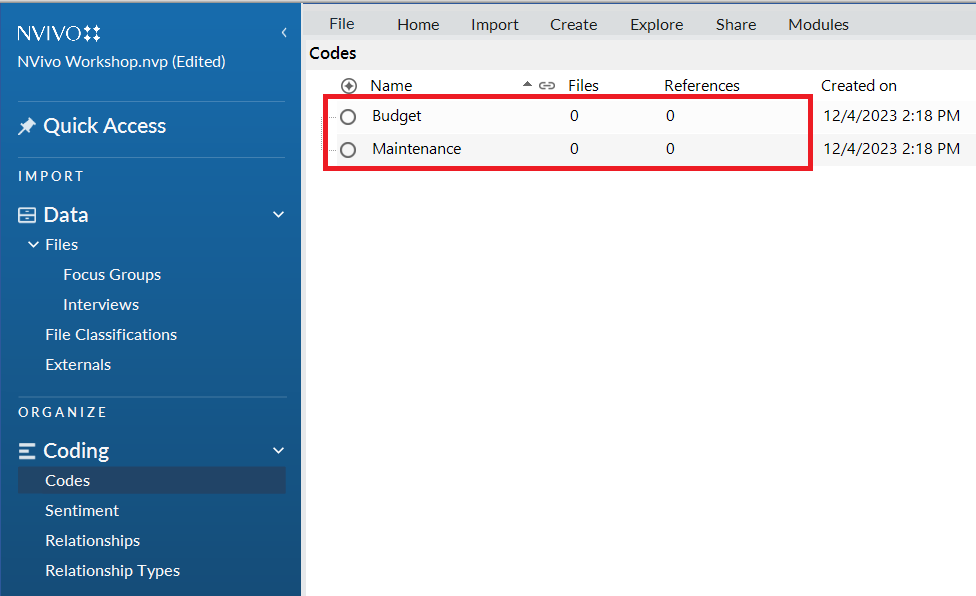 NVIVO
NVivo Workshop.nvp (Edited)
Quick Access
IMPORT
Data
Files
Focus Groups
Interviews
File Classifications
Externals
ORGANIZE
Coding
Codes
Sentiment
Relationships
Relationship Types
File Home Import Create Explore Share Modules
Codes
Name Files References Created on
Budget 0 0 12/4/2023 2:18 PM
Maintenance 0 0 12/4/2023 2:18 PM